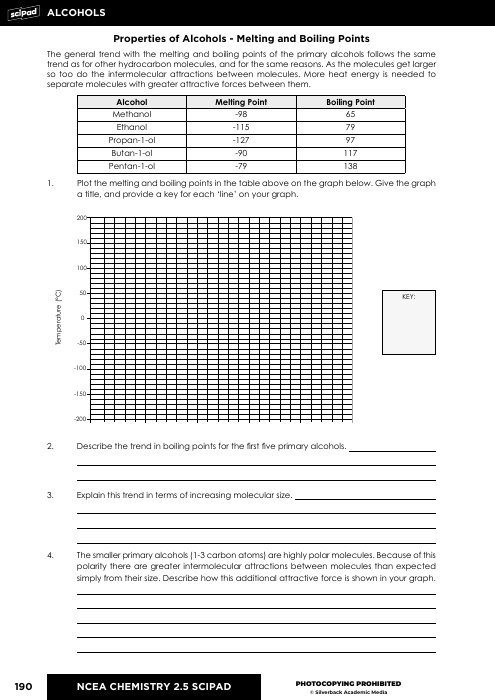 scipad ALCOHOLS
Properties of Alcohols - Melting and Boiling Points
The general trend with the melting and boiling points of the primary alcohols follows the same
trend as for other hydrocarbon molecules, and for the same reasons. As the molecules get larger
so too do the intermolecular attractions between molecules. More heat energy is needed to
separate molecules with greater attractive forces between them.
Alcohol Melting Point Boiling Point
Methanol -98 65
Ethanol -115 79
Propan-1-ol -127 97
Butan-1-ol -90 117
Pentan-1-ol -79 138
1. Plot the melting and boiling points in the table above on the graph below. Give the graph
a title, and provide a key for each 'line' on your graph.
200
150
100
50
0
-50
-100
-150
-200
Temperature (°C)
KEY:
2. Describe the trend in boiling points for the first five primary alcohols.
3. Explain this trend in terms of increasing molecular size.
4. The smaller primary alcohols (1-3 carbon atoms) are highly polar molecules. Because of this
polarity there are greater intermolecular attractions between molecules than expected
simply from their size. Describe how this additional attractive force is shown in your graph.
190 NCEA CHEMISTRY 2.5 SCIPAD
PHOTOCOPYING PROHIBITED
© Silverback Academic Media